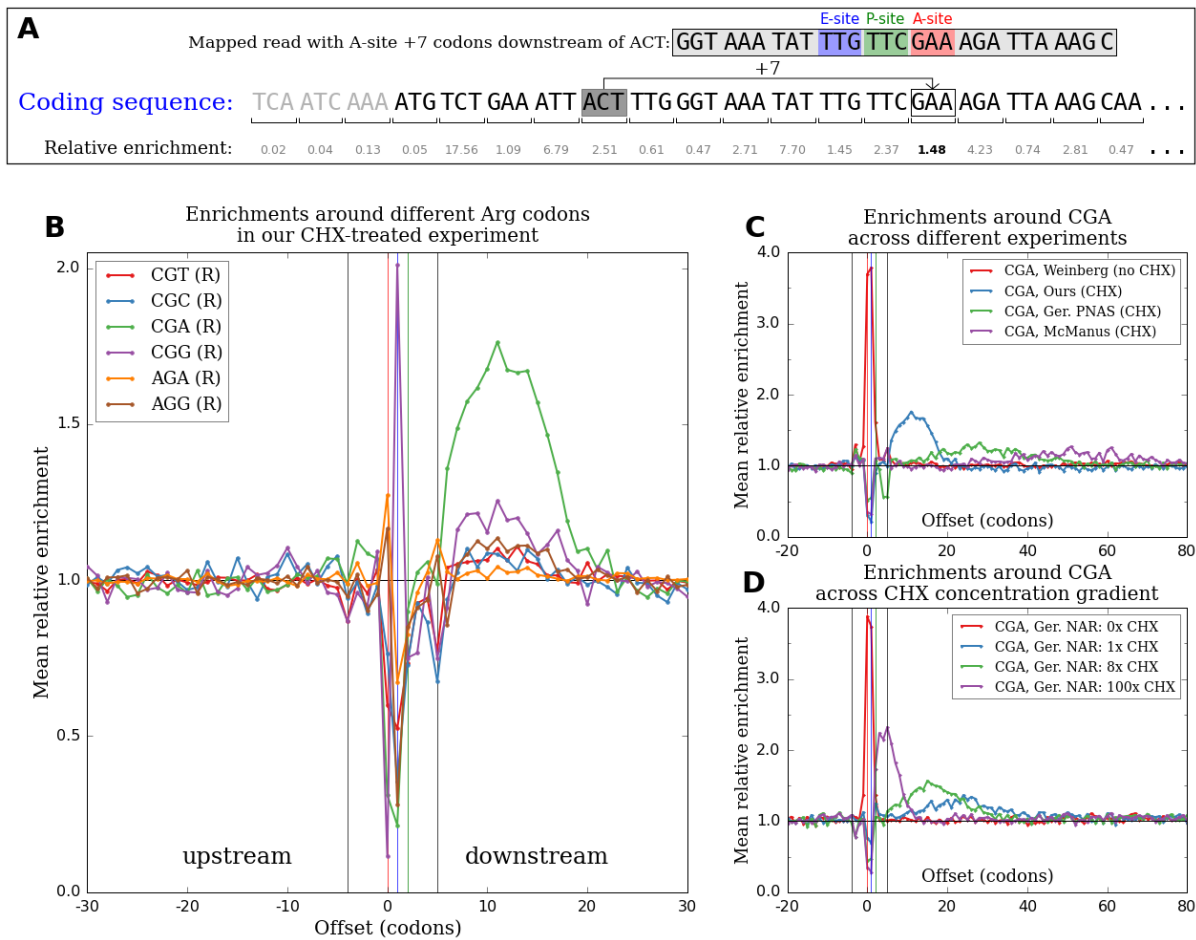 A
E-site P-site A-site
Mapped read with A-site +7 codons downstream of ACT: GGT AAA TAT TTG TTC GAA AGA TTA AAG C
+7
Coding sequence: TCA ATC AAA ATG TCT GAA ATT ACT TTG GGT AAA TAT TTG TTC GAA AGA TTA AAG CAA ...
Relative enrichment: 0.02 0.04 0.13 0.05 17.56 1.09 6.79 2.51 0.61 0.47 2.71 7.70 1.45 2.37 1.48 4.23 0.74 2.81 0.47 ...
B
Enrichments around different Arg codons
in our CHX-treated experiment
Mean relative enrichment
2.0
1.5
1.0
0.5
0.0
CGT (R)
CGC (R)
CGA (R)
CGG (R)
AGA (R)
AGG (R)
upstream downstream
-30 -20 -10 0 10 20 30
Offset (codons)
C
Enrichments around CGA
across different experiments
Mean relative enrichment
4.0
3.0
2.0
1.0
0.0
CGA, Weinberg (no CHX)
CGA, Ours (CHX)
CGA, Ger. PNAS (CHX)
CGA, McManus (CHX)
Offset (codons)
-20 0 20 40 60 80
D
Enrichments around CGA
across CHX concentration gradient
Mean relative enrichment
4.0
3.0
2.0
1.0
0.0
CGA, Ger. NAR: 0x CHX
CGA, Ger. NAR: 1x CHX
CGA, Ger. NAR: 8x CHX
CGA, Ger. NAR: 100x CHX
Offset (codons)
-20 0 20 40 60 80